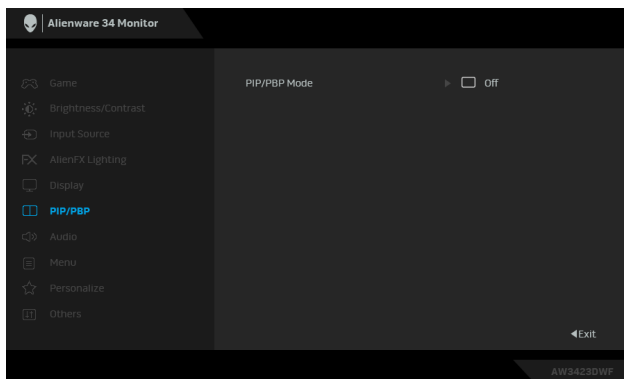 Alienware 34 Monitor
Game
PIP/PBP Mode Off
Brightness/Contrast
Input Source
FX AlienFX Lighting
Display
PIP/PBP
Audio
Menu
Personalize
Others
Exit
AW3423DWF